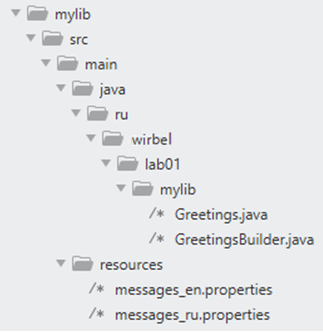 mylib
src
main
java
ru
wirbel
lab01
mylib
/* Greetings.java
/* GreetingsBuilder.java
resources
/* messages_en.properties
/* messages_ru.properties